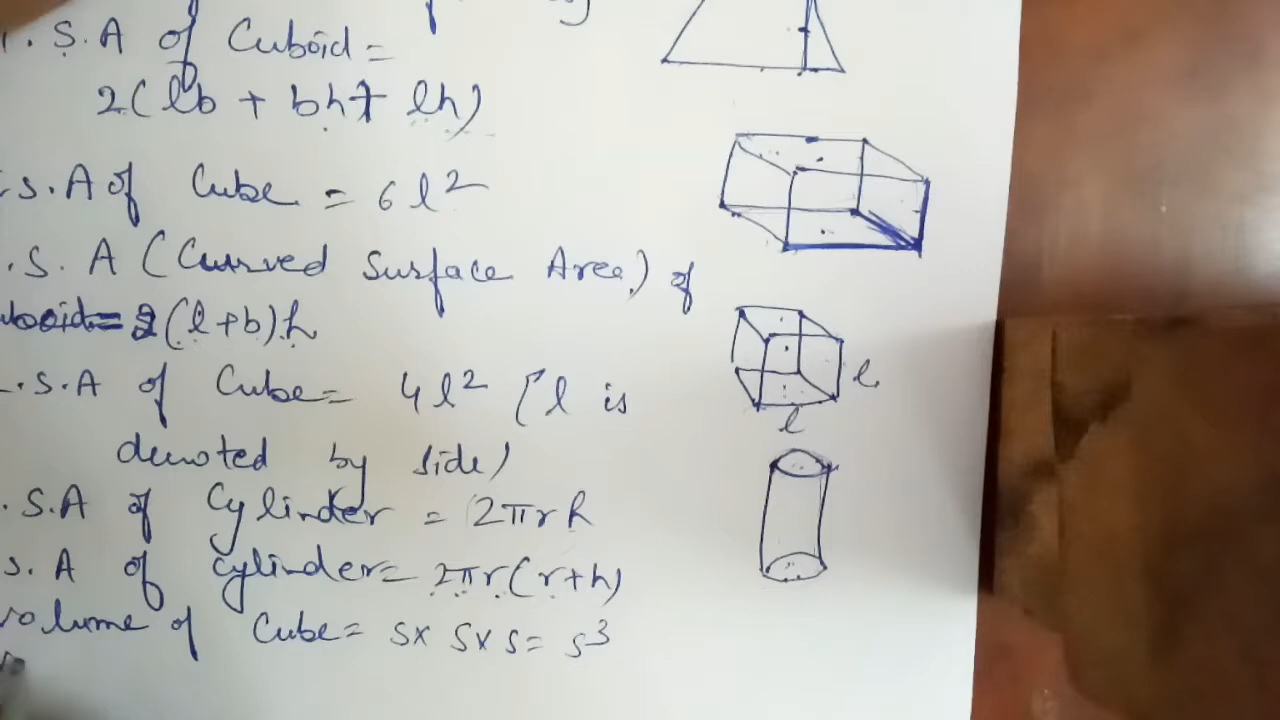 . S. A of Cuboid =
2(lb + bh + lh)
.S. A of Cube = 6l²
.S. A (Curved Surface Area) of
uboid = 2(l+b)h
.S.A of Cube = 4l² (l is
denoted by side)
.S.A of Cylinder = 2πrh
S. A of Cylinder = 2πr(r+h)
volume of Cube = s× s× s = s³
l
l